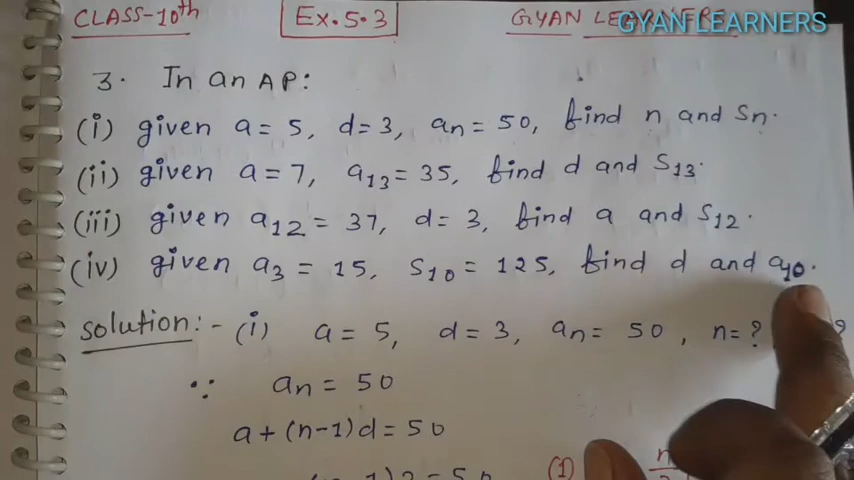 CLASS-10th Ex.5.3 GYAN LEARNERS
GYAN LEARNERS
3. In an AP:
(i) given a = 5, d = 3, an = 50, find n and Sn.
(ii) given a = 7, a13 = 35, find d and S13.
(iii) given a12 = 37, d = 3, find a and S12.
(iv) given a3 = 15, S10 = 125, find d and a10.
Solution:- (i) a = 5, d = 3, an = 50, n = ? ?
∵ an = 50
a + (n-1)d = 50
(1)